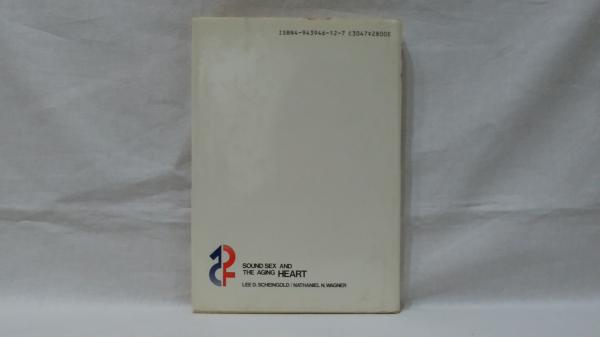 ISBN4-943946-12-7 C3047¥2800E
SOUND SEX AND
THE AGING HEART
LEE D. SCHEINGOLD/NATHANIEL N. WAGNER